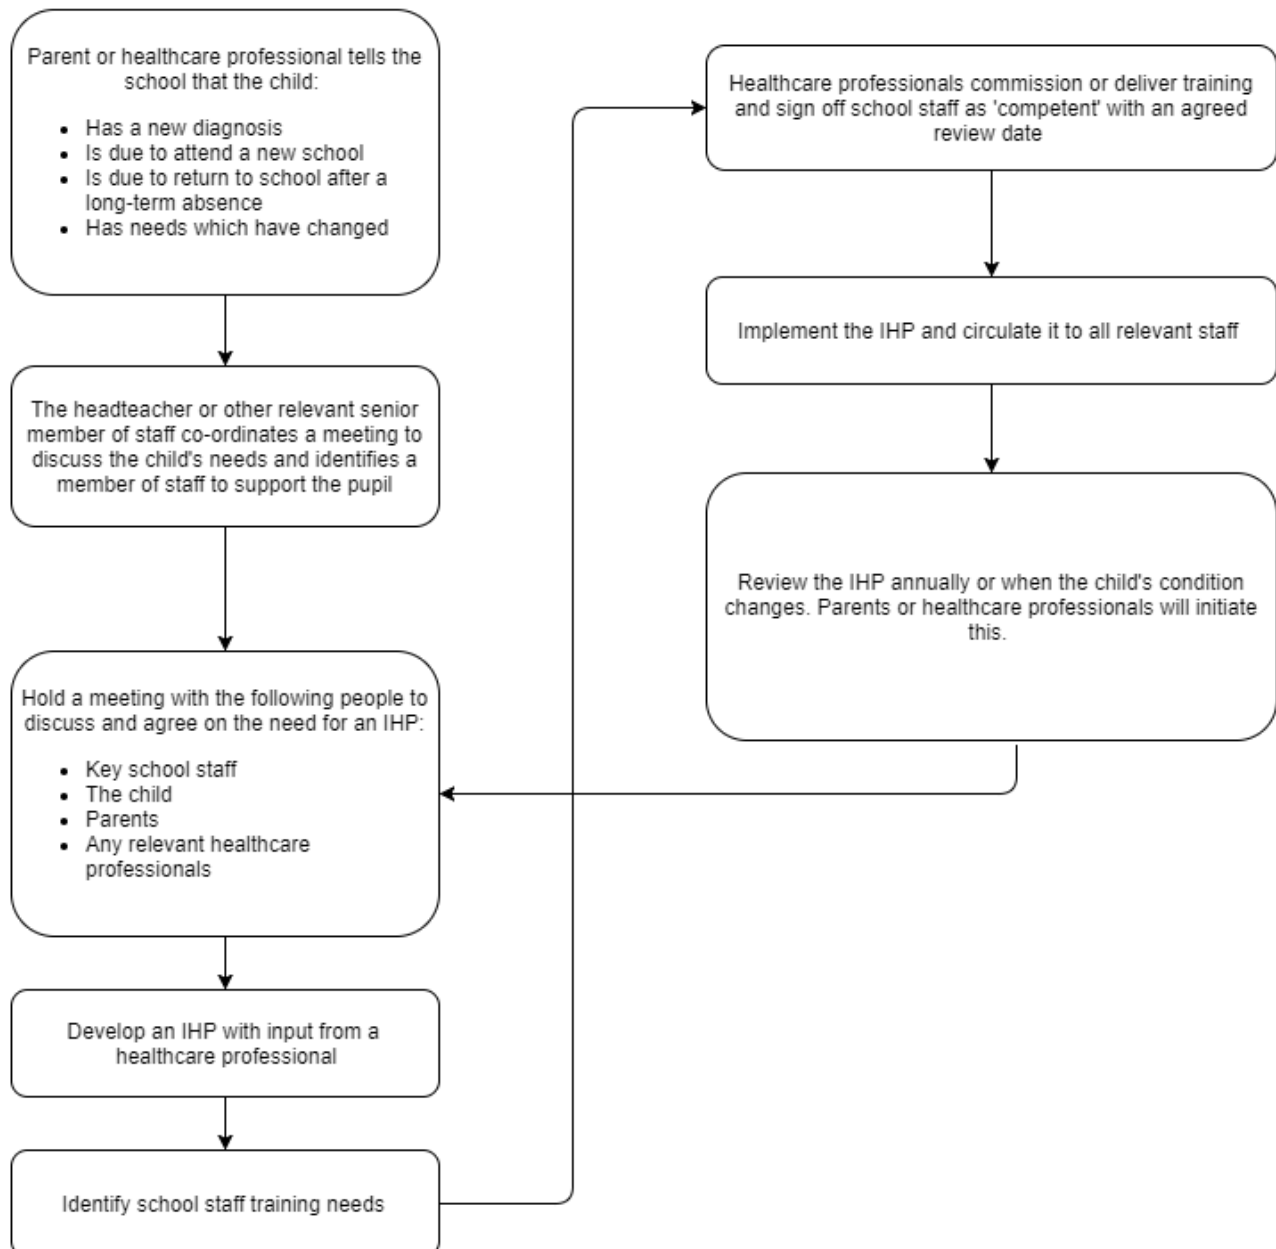 Parent or healthcare professional tells the
school that the child:
• Has a new diagnosis
• Is due to attend a new school
• Is due to return to school after a
long-term absence
• Has needs which have changed
The headteacher or other relevant senior
member of staff co-ordinates a meeting to
discuss the child's needs and identifies a
member of staff to support the pupil
Hold a meeting with the following people to
discuss and agree on the need for an IHP:
• Key school staff
• The child
• Parents
• Any relevant healthcare
professionals
Develop an IHP with input from a
healthcare professional
Identify school staff training needs
Healthcare professionals commission or deliver training
and sign off school staff as 'competent' with an agreed
review date
Implement the IHP and circulate it to all relevant staff
Review the IHP annually or when the child's condition
changes. Parents or healthcare professionals will initiate
this.